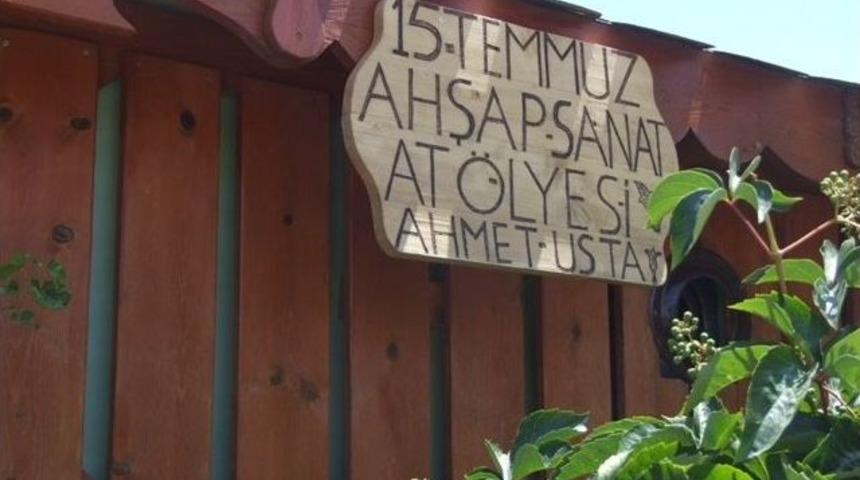 15-TEMMUZ
AHŞAP-SANAT
ATÖLYESİ
AHMET-USTA